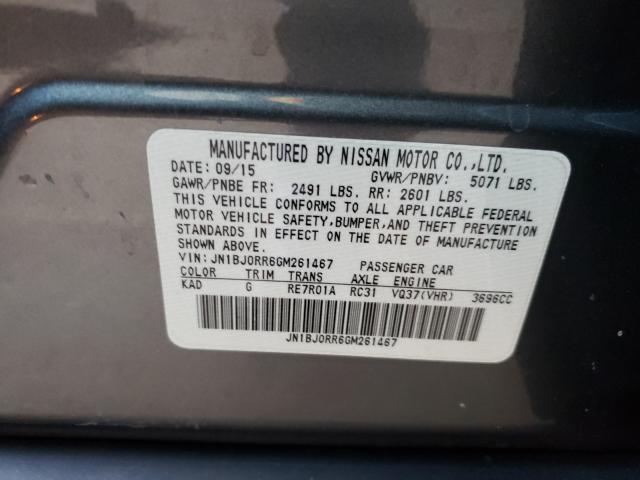 MANUFACTURED BY NISSAN MOTOR CO.,LTD.
DATE: 09/15 GVWR/PNBV: 5071 LBS.
GAWR/PNBE FR: 2491 LBS. RR: 2601 LBS.
THIS VEHICLE CONFORMS TO ALL APPLICABLE FEDERAL
MOTOR VEHICLE SAFETY,BUMPER,AND THEFT PREVENTION
STANDARDS IN EFFECT ON THE DATE OF MANUFACTURE
SHOWN ABOVE.
VIN: JN1BJ0RR6GM261467 PASSENGER CAR
COLOR TRIM TRANS AXLE ENGINE
KAD G RE7R01A RC31 VQ37(VHR) 3696CC
JN1BJ0RR6GM261467